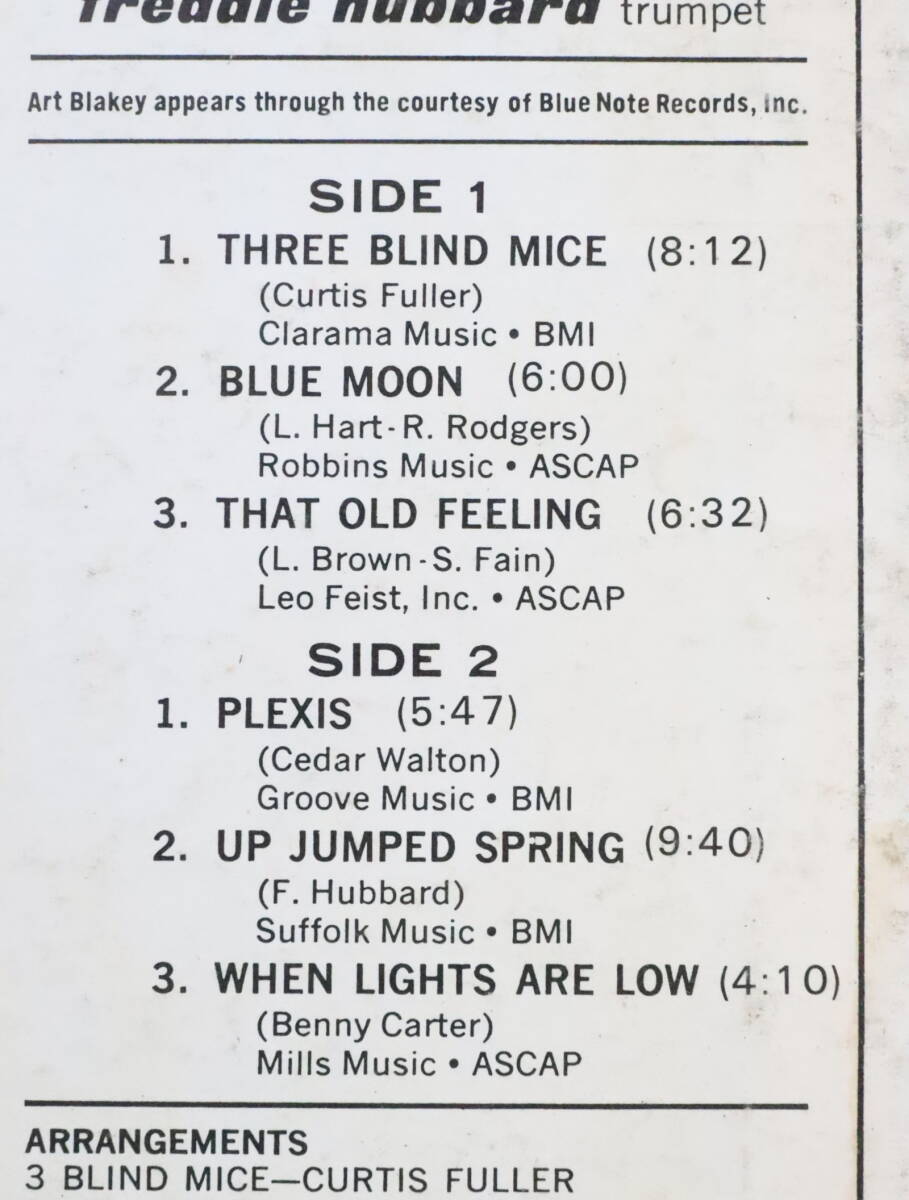 freddie hubbard trumpet
Art Blakey appears through the courtesy of Blue Note Records, Inc.
SIDE 1
1. THREE BLIND MICE (8:12)
(Curtis Fuller)
Clarama Music • BMI
2. BLUE MOON (6:00)
(L. Hart-R. Rodgers)
Robbins Music • ASCAP
3. THAT OLD FEELING (6:32)
(L. Brown-S. Fain)
Leo Feist, Inc. • ASCAP
SIDE 2
1. PLEXIS (5:47)
(Cedar Walton)
Groove Music • BMI
2. UP JUMPED SPRING (9:40)
(F. Hubbard)
Suffolk Music • BMI
3. WHEN LIGHTS ARE LOW (4:10)
(Benny Carter)
Mills Music • ASCAP
ARRANGEMENTS
3 BLIND MICE—CURTIS FULLER